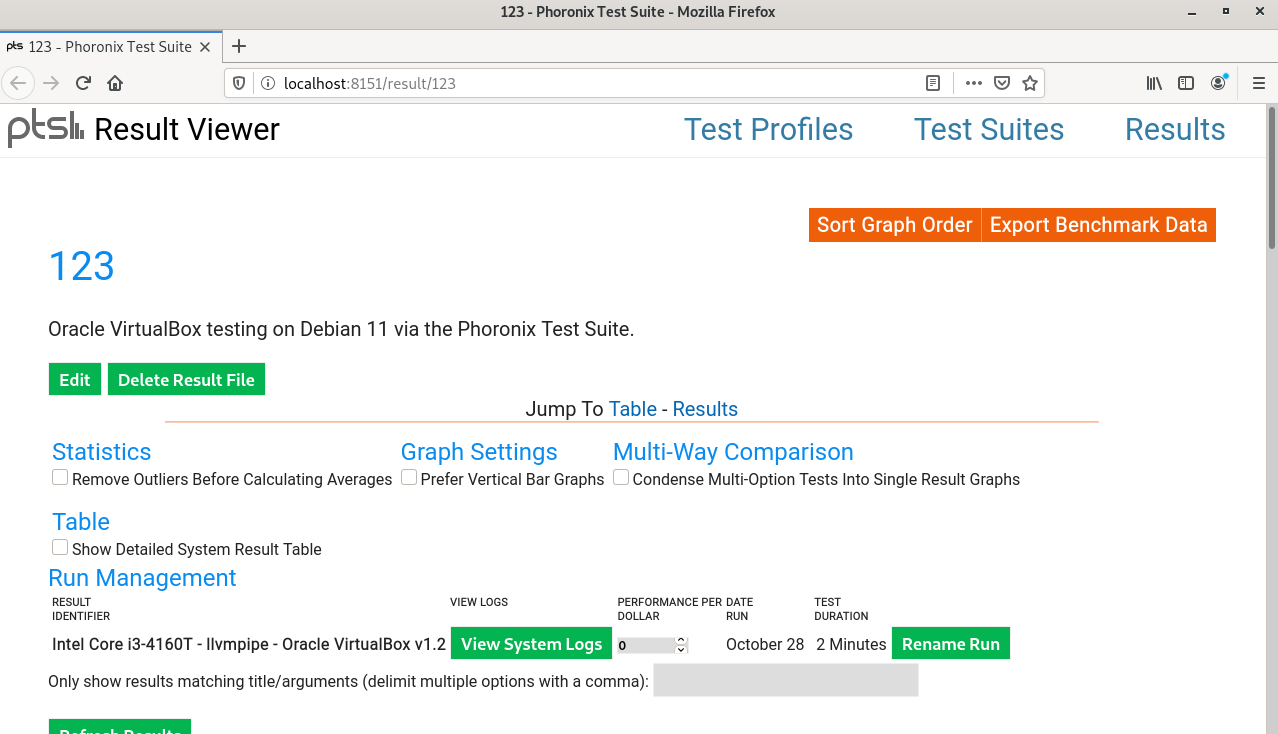 123 - Phoronix Test Suite - Mozilla Firefox
pts 123 - Phoronix Test Suite
localhost:8151/result/123
ptsl Result Viewer Test Profiles Test Suites Results
Sort Graph Order Export Benchmark Data
123
Oracle VirtualBox testing on Debian 11 via the Phoronix Test Suite.
Edit Delete Result File
Jump To Table - Results
Statistics Graph Settings Multi-Way Comparison
Remove Outliers Before Calculating Averages Prefer Vertical Bar Graphs Condense Multi-Option Tests Into Single Result Graphs
Table
Show Detailed System Result Table
Run Management
RESULT VIEW LOGS PERFORMANCE PER DATE TEST
IDENTIFIER DOLLAR RUN DURATION
Intel Core i3-4160T - llvmpipe - Oracle VirtualBox v1.2 View System Logs 0 October 28 2 Minutes Rename Run
Only show results matching title/arguments (delimit multiple options with a comma):
Refresh Results